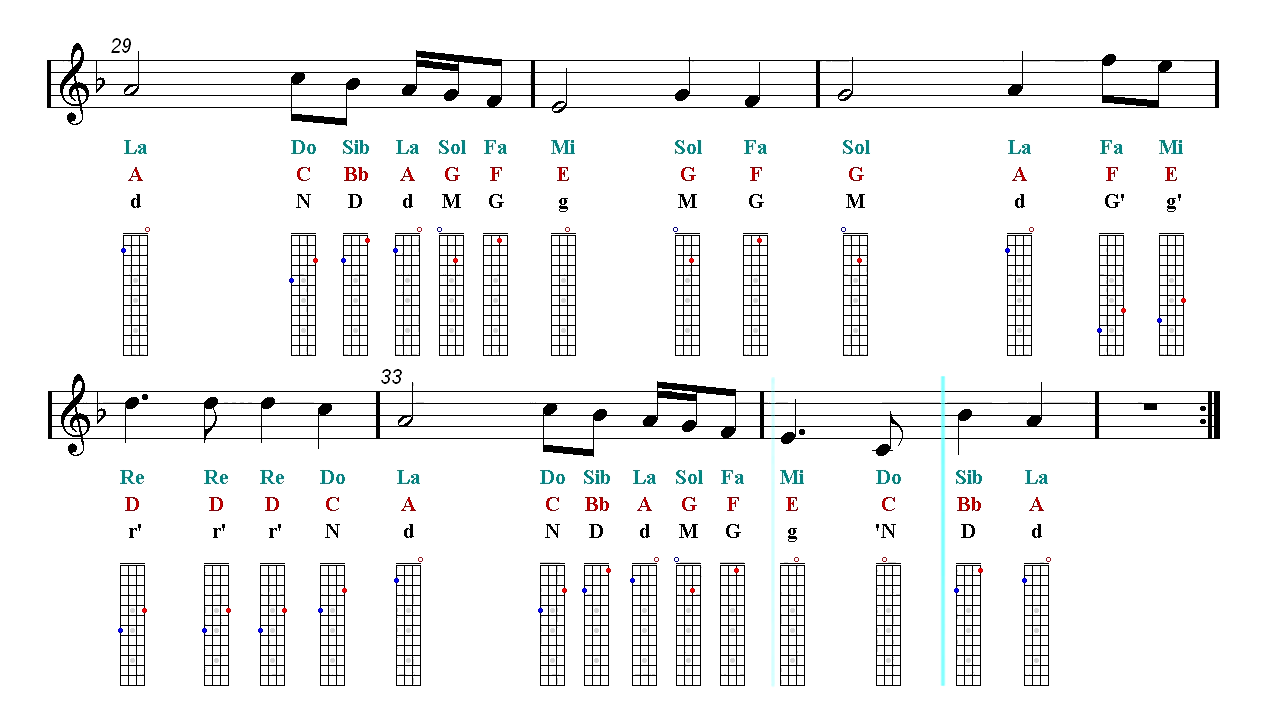 29
La Do Sib La Sol Fa Mi Sol Fa Sol La Fa Mi
A C Bb A G F E G F G A F E
d N D d M G g M G M d G' g'
33
Re Re Re Do La Do Sib La Sol Fa Mi Do Sib La
D D D C A C Bb A G F E C Bb A
r' r' r' N d N D d M G g 'N D d